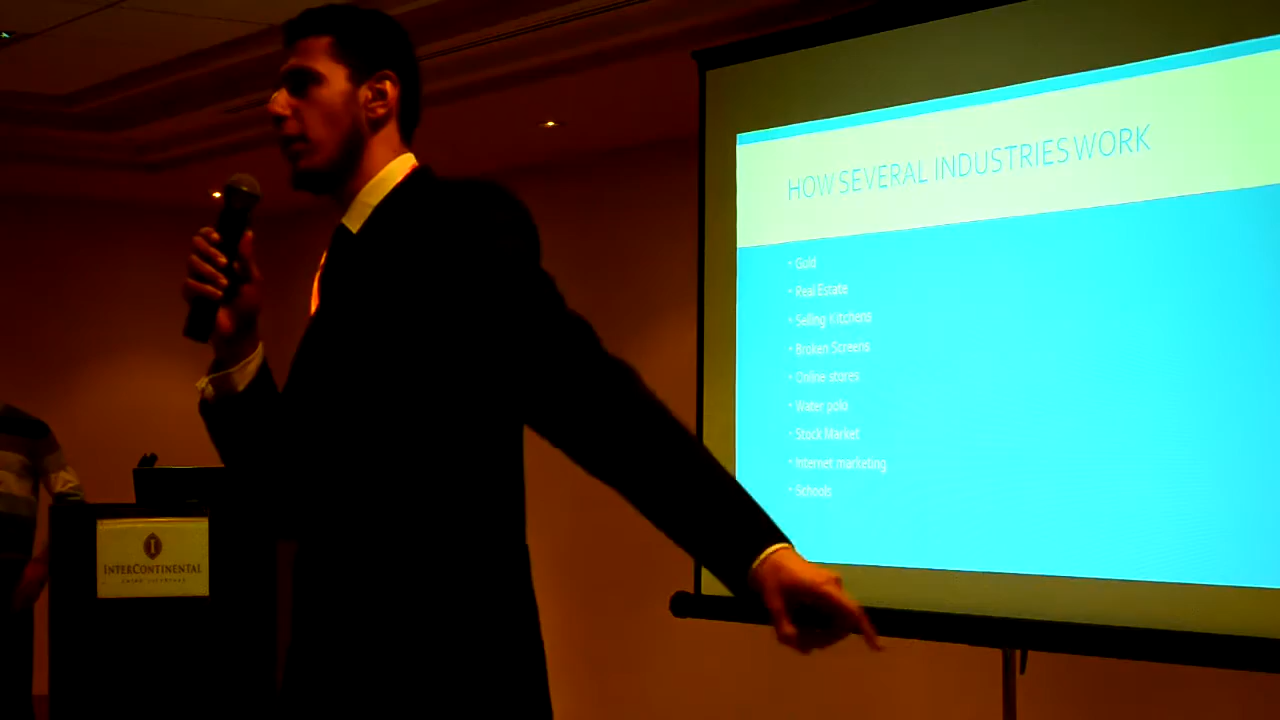 HOW SEVERAL INDUSTRIES WORK
• Gold
• Real Estate
• Selling Kitchens
• Broken Screens
• Online stores
• Water polo
• Stock Market
• Internet marketing
• Schools
INTERCONTINENTAL